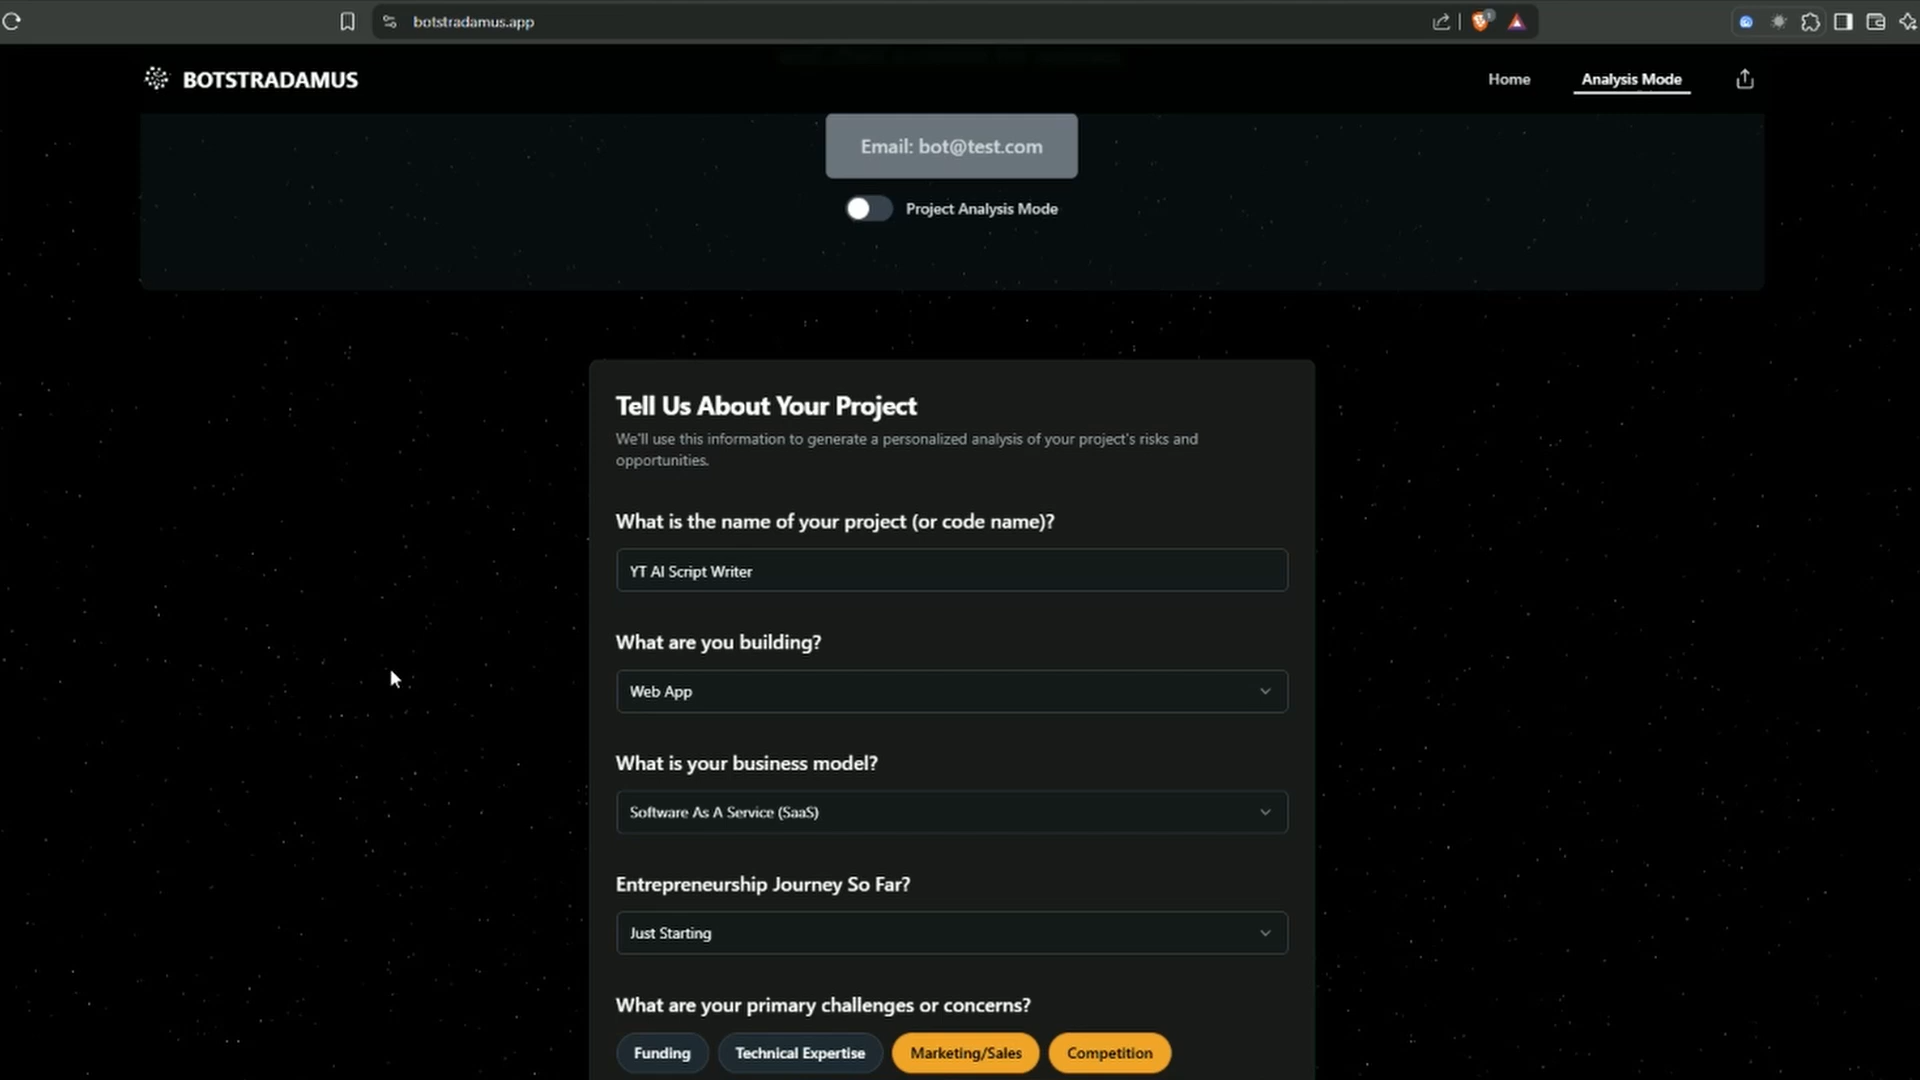 botstradamus.app
1
BOTSTRADAMUS
Home
Analysis Mode
Email: bot@test.com
Project Analysis Mode
Tell Us About Your Project
We'll use this information to generate a personalized analysis of your project's risks and
opportunities.
What is the name of your project (or code name)?
YT AI Script Writer
What are you building?
Web App
What is your business model?
Software As A Service (SaaS)
Entrepreneurship Journey So Far?
Just Starting
What are your primary challenges or concerns?
Funding
Technical Expertise
Marketing/Sales
Competition